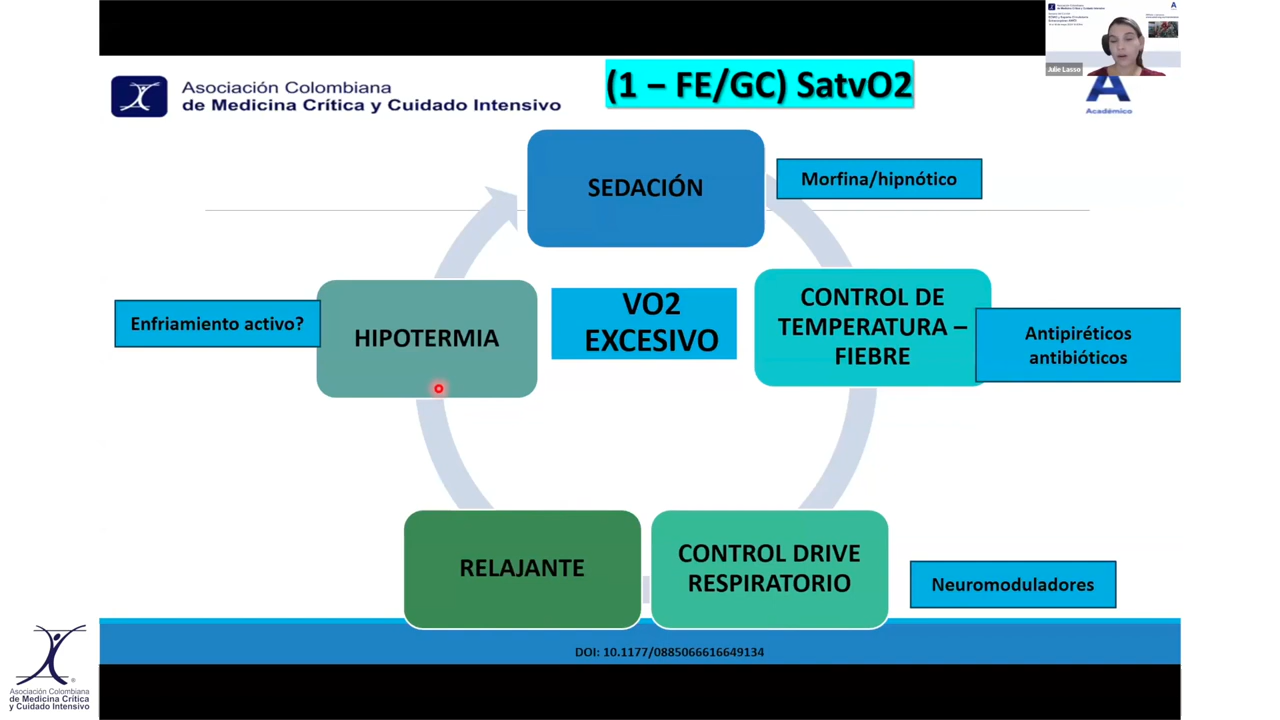 Asociación Colombiana
de Medicina Crítica y Cuidado Intensivo
(1 – FE/GC) SatvO2
Julie Lasso
A
Académico
SEDACIÓN
Morfina/hipnótico
CONTROL DE
TEMPERATURA –
FIEBRE
Antipiréticos
antibióticos
VO2
EXCESIVO
Enfriamiento activo?
HIPOTERMIA
RELAJANTE
CONTROL DRIVE
RESPIRATORIO
Neuromoduladores
DOI: 10.1177/0885066616649134
Asociación Colombiana
de Medicina Crítica
y Cuidado Intensivo